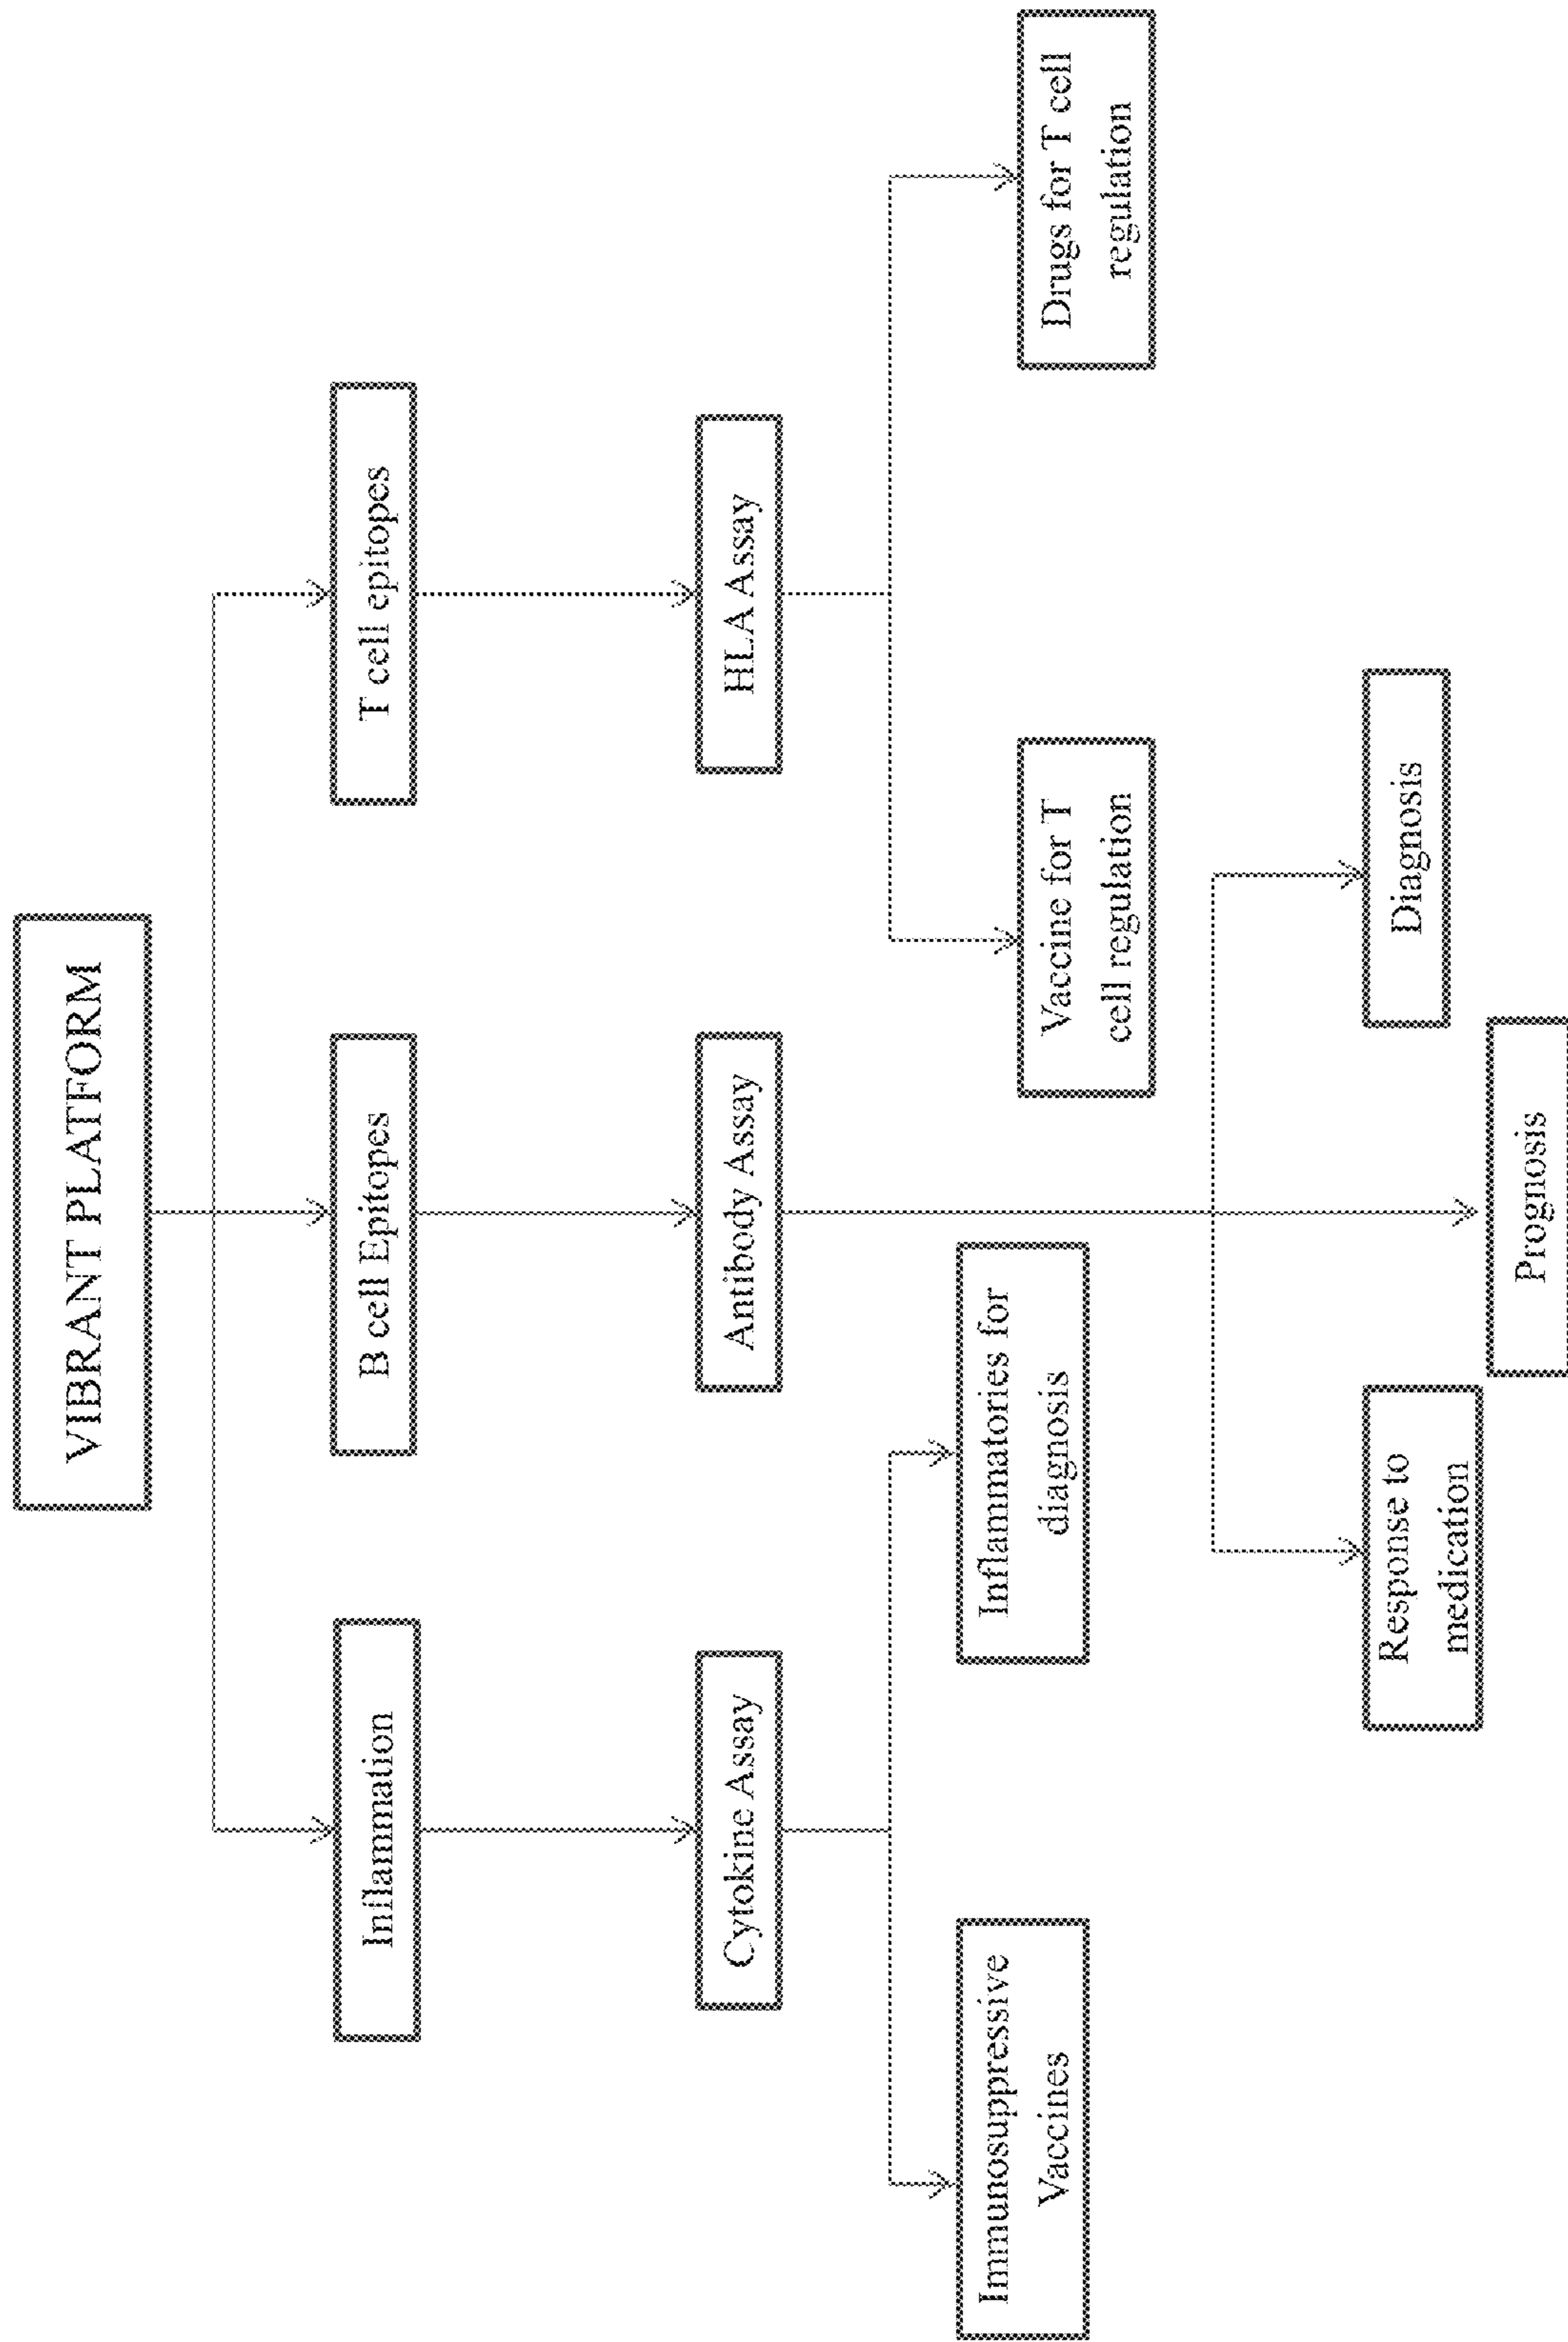 VIBRANT PLATFORM
Inflammation
B cell Epitopes
T cell epitopes
Cytokine Assay
Antibody Assay
HLA Assay
Immunosuppressive
Vaccines
Inflammatories for
diagnosis
Vaccine for T
cell regulation
Drugs for T cell
regulation
Response to
medication
Prognosis
Diagnosis